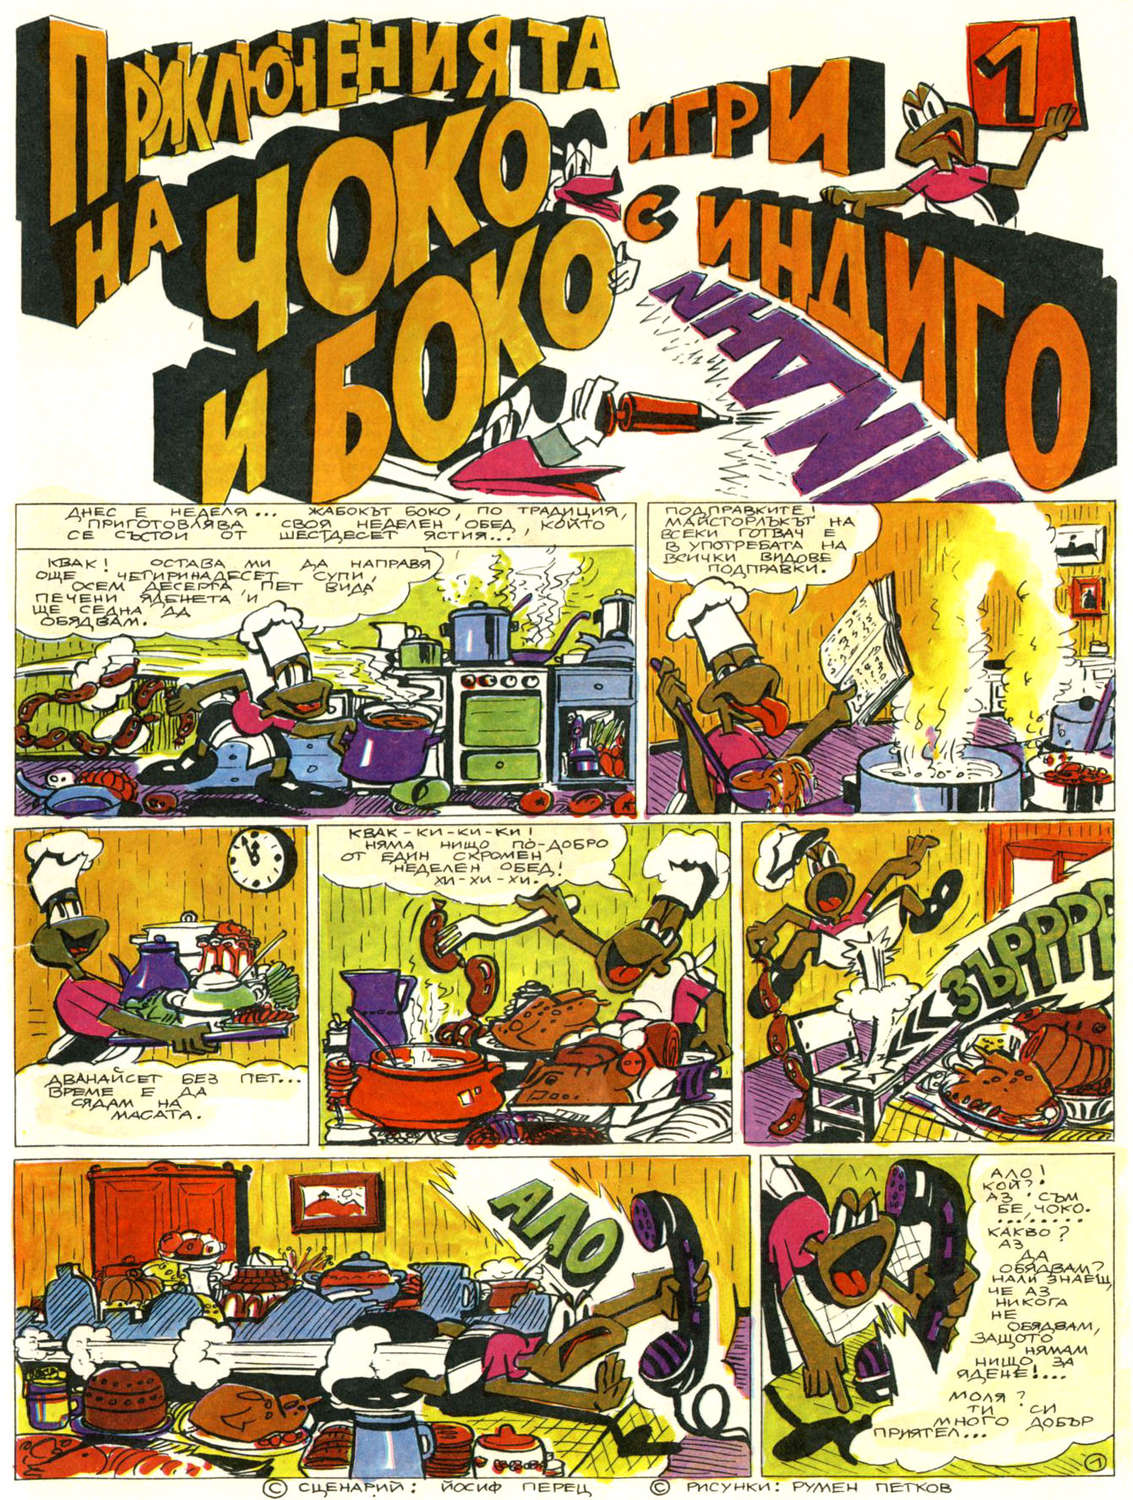 ПРИКЛЮЧЕНИЯТА
НА ЧОКО
И БОКО
ИГРИ
С ИНДИГО
1
ДНЕС Е НЕДЕЛЯ... ЖАБОКЪТ БОКО, ПО ТРАДИЦИЯ,
ПРИГОТОВЛЯВА СВОЯ НЕДЕЛЕН ОБЕД, КОЙТО
СЕ СЪСТОИ ОТ ШЕСТДЕСЕТ ЯСТИЯ...
КВАК! ОСТАВА МИ ДА НАПРАВЯ
ОЩЕ ЧЕТИРИНАДЕСЕТ СУПИ,
ОСЕМ ДЕСЕРТА, ПЕТ ВИДА
ПЕЧЕНИ ЯДЕНЕТА И
ЩЕ СЕДНА ДА
ОБЯДВАМ.
ПОДПРАВКИТЕ!
МАЙСТОРЛЪКЪТ НА
ВСЕКИ ГОТВАЧ Е
В УПОТРЕБАТА НА
ВСИЧКИ ВИДОВЕ
ПОДПРАВКИ.
ДВАНАЙСЕТ БЕЗ ПЕТ...
ВРЕМЕ Е ДА
СЯДАМ НА
МАСАТА.
КВАК-КИ-КИ-КИ!
НЯМА НИЩО ПО-ДОБРО
ОТ ЕДИН СКРОМЕН
НЕДЕЛЕН ОБЕД!
ХИ-ХИ-ХИ.
ЗЪРРРР
АЛО
АЛО!
КОЙ?!
АЗ СЪМ
БЕ, ЧОКО.
.........
КАКВО?
АЗ
ДА
ОБЯДВАМ?
НАЛИ ЗНАЕШ,
ЧЕ АЗ
НИКОГА
НЕ
ОБЯДВАМ,
ЗАЩОТО
НЯМАМ
НИЩО ЗА
ЯДЕНЕ!...
МОЛЯ?
ТИ СИ
МНОГО ДОБЪР
ПРИЯТЕЛ...
1
© СЦЕНАРИЙ: ЙОСИФ ПЕРЕЦ © РИСУНКИ: РУМЕН ПЕТКОВ